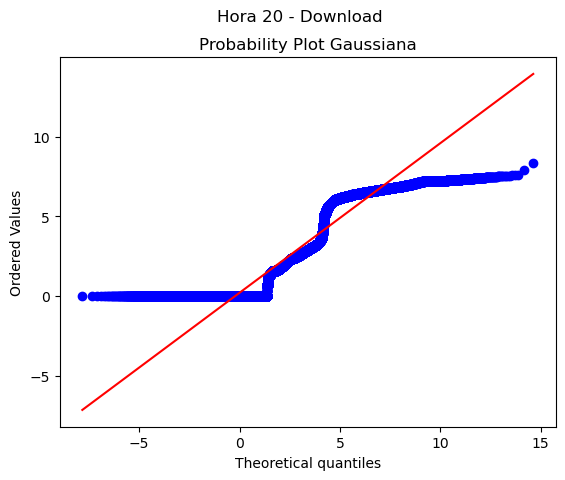 Hora 20 - Download
Probability Plot Gaussiana
Ordered Values
10
5
0
−5
−5
0
5
10
15
Theoretical quantiles